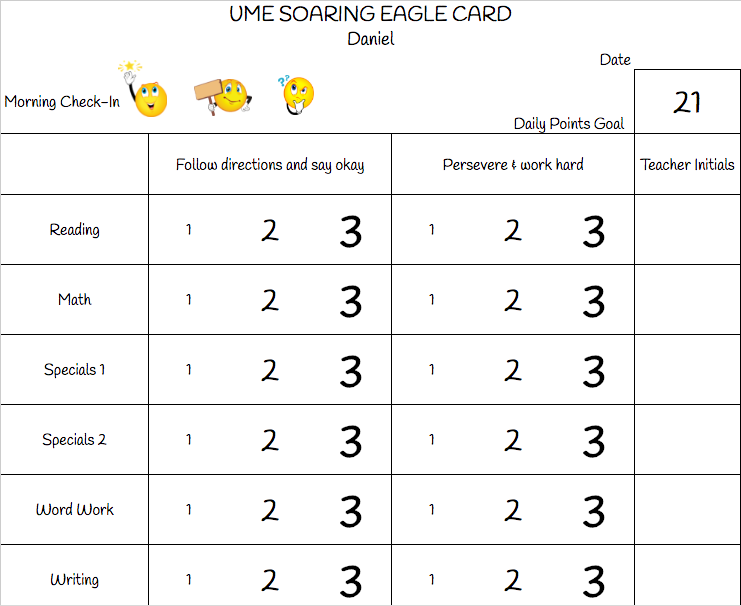 UME SOARING EAGLE CARD
Daniel
Date
Morning Check-In
??
Daily Points Goal
21
Follow directions and say okay Persevere & work hard Teacher Initials
Reading 1 2 3 1 2 3
Math 1 2 3 1 2 3
Specials 1 1 2 3 1 2 3
Specials 2 1 2 3 1 2 3
Word Work 1 2 3 1 2 3
Writing 1 2 3 1 2 3